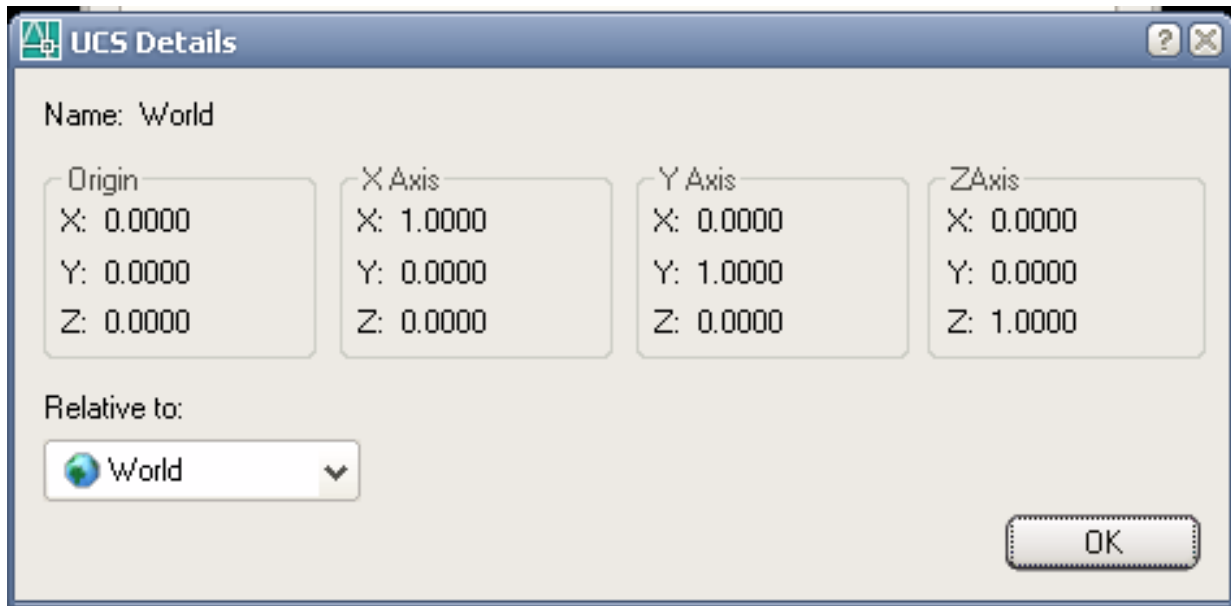 UCS Details
Name: World
Origin X Axis Y Axis ZAxis
X: 0.0000 X: 1.0000 X: 0.0000 X: 0.0000
Y: 0.0000 Y: 0.0000 Y: 1.0000 Y: 0.0000
Z: 0.0000 Z: 0.0000 Z: 0.0000 Z: 1.0000
Relative to:
World
OK